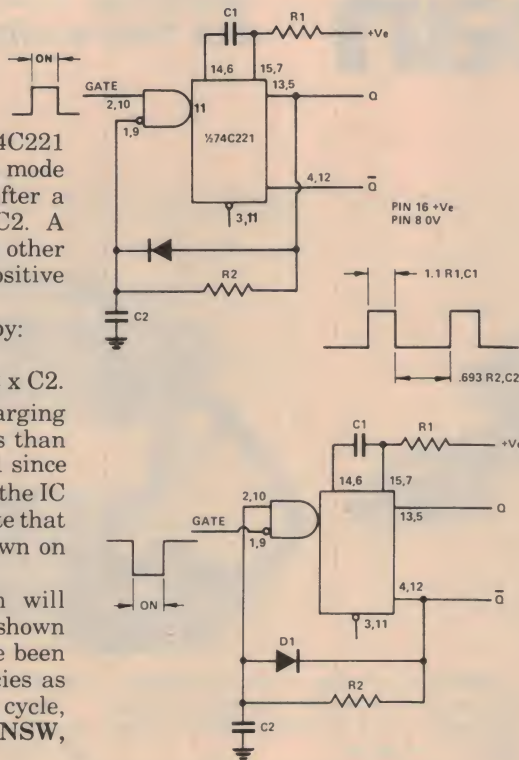 C1
R1
+Ve
ON
14,6
15,7
13,5
GATE
2,10
11
Q
1,9
½74C221
4,12
Q̅
3,11
PIN 16 +Ve
PIN 8 0V
R2
C2
1.1 R1,C1
.693 R2,C2
4C221
mode
fter a
C2. A
other
ositive
by:
x C2.
arging
s than
l since
the IC
te that
wn on
n will
shown
e been
cies as
cycle,
NSW,
C1
R1
+Ve
14,6
15,7
2,10
Q
13,5
GATE
1,9
4,12
Q̅
ON
3,11
D1
R2
C2